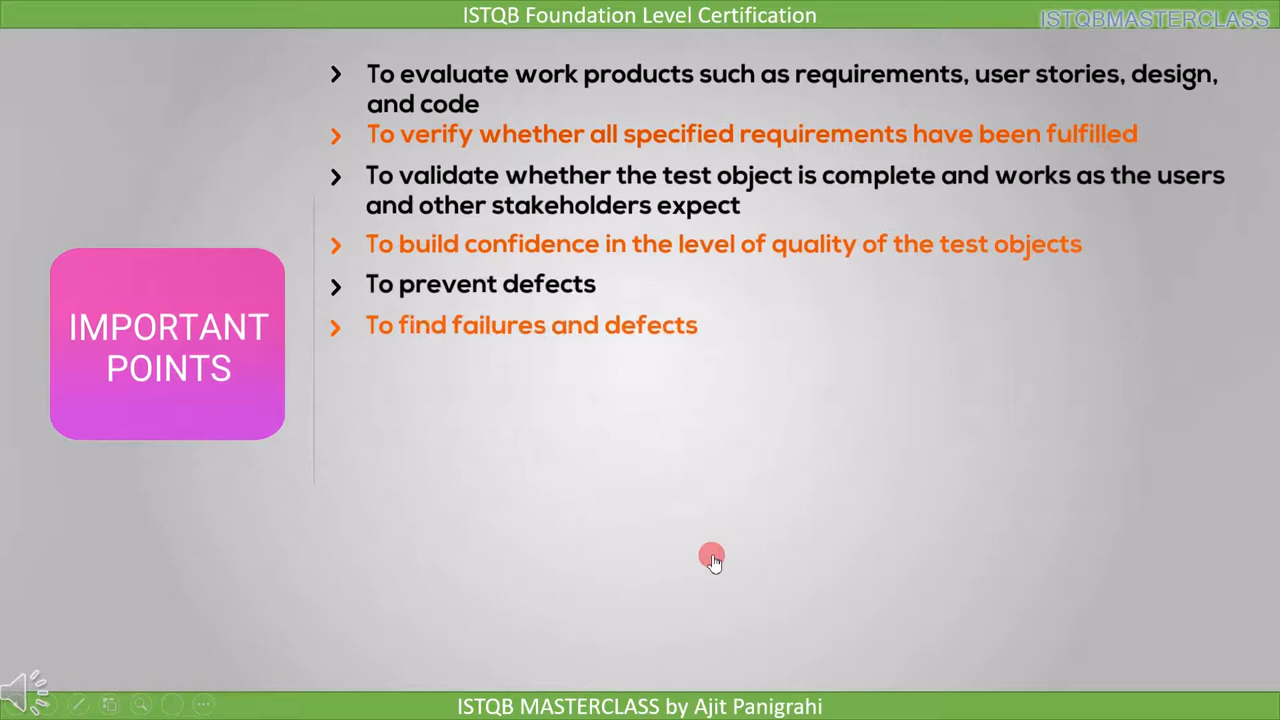 ISTQB Foundation Level Certification
ISTQBMASTERCLASS
To evaluate work products such as requirements, user stories, design,
and code
To verify whether all specified requirements have been fulfilled
To validate whether the test object is complete and works as the users
and other stakeholders expect
To build confidence in the level of quality of the test objects
To prevent defects
To find failures and defects
IMPORTANT
POINTS
ISTQB MASTERCLASS by Ajit Panigrahi